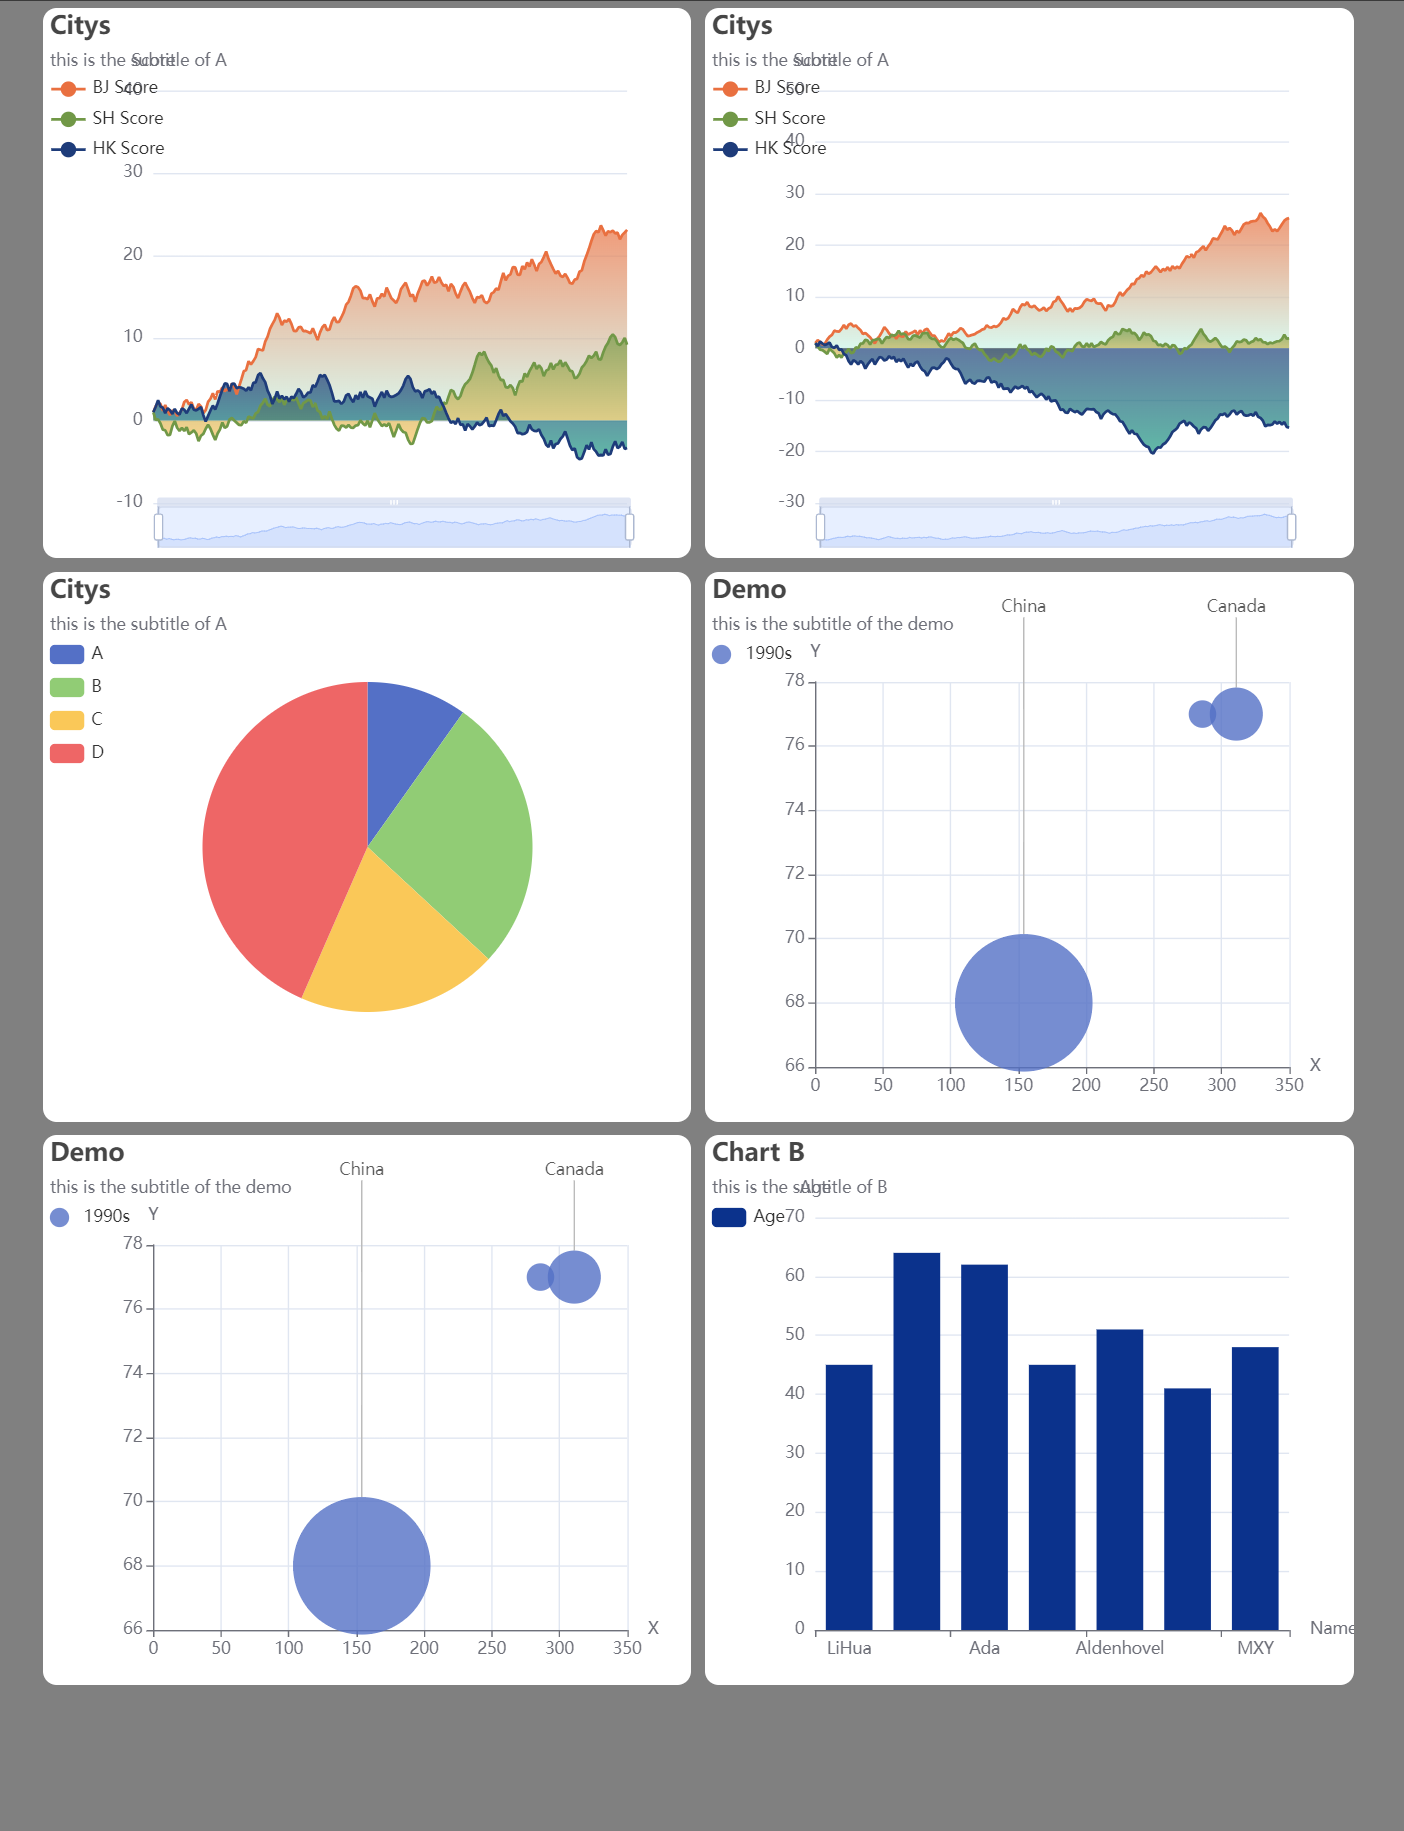 Citys
this is the subtitle of A
Score
BJ Score
SH Score
HK Score
40
30
20
10
0
-10
Citys
this is the subtitle of A
Score
BJ Score
SH Score
HK Score
50
40
30
20
10
0
-10
-20
-30
Citys
this is the subtitle of A
A
B
C
D
Demo
this is the subtitle of the demo
1990s
Y
China Canada
78
76
74
72
70
68
66
0 50 100 150 200 250 300 350
X
Demo
this is the subtitle of the demo
1990s
Y
China Canada
78
76
74
72
70
68
66
0 50 100 150 200 250 300 350
X
Chart B
this is the subtitle of B
Age
Age
70
60
50
40
30
20
10
0
LiHua Ada Aldenhovel MXY
Name